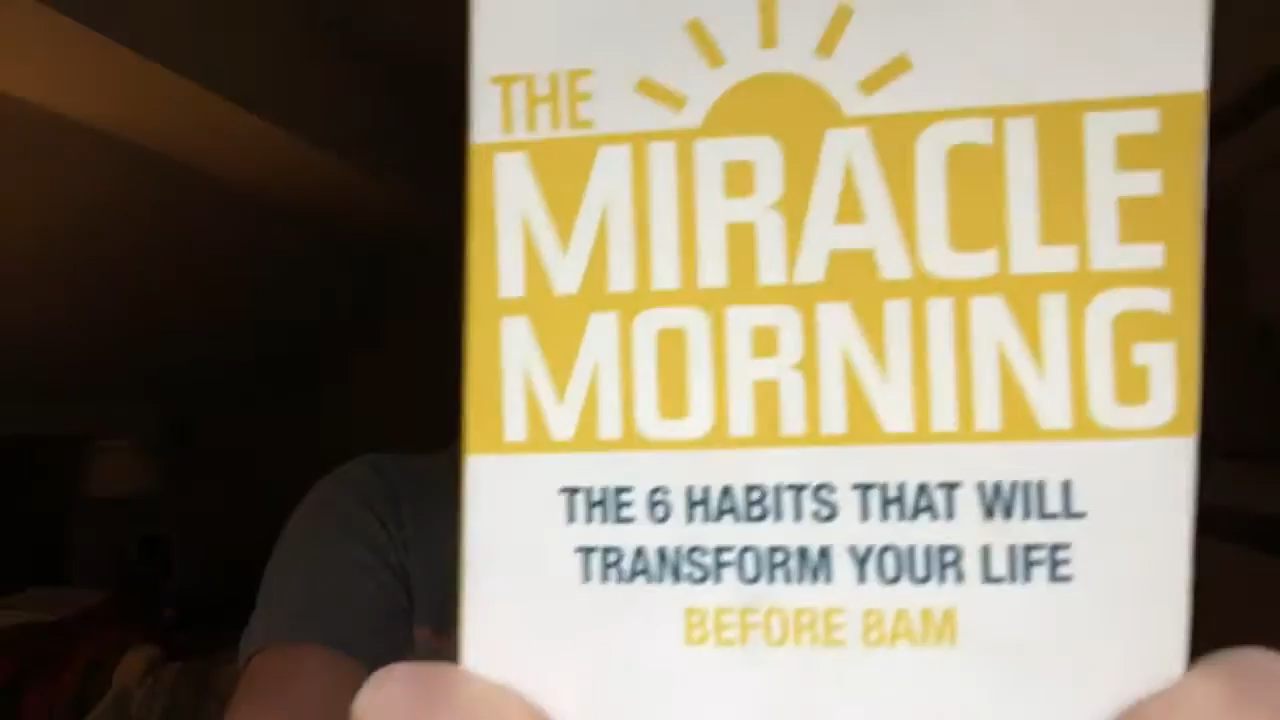 THE
MIRACLE
MORNING
THE 6 HABITS THAT WILL
TRANSFORM YOUR LIFE
BEFORE 8AM